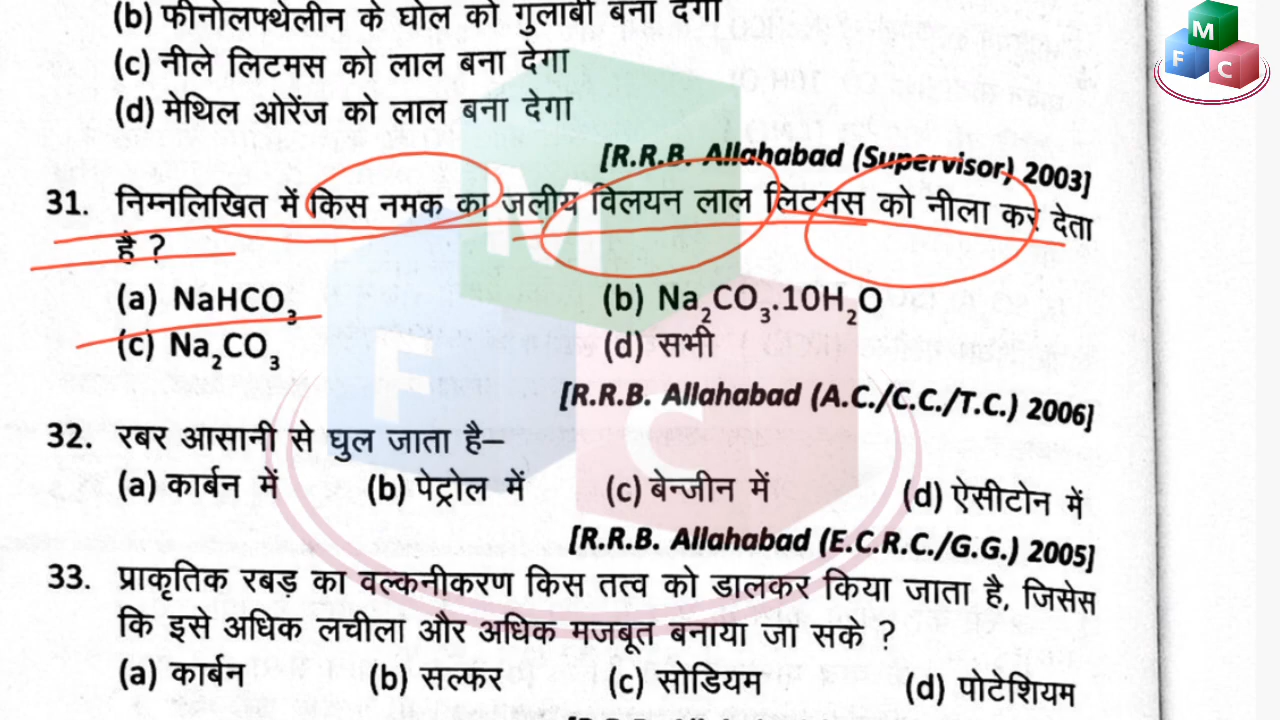 (b) फीनोलफ्थेलीन के घोल को गुलाबी बना देगा
(c) नीले लिटमस को लाल बना देगा
(d) मेथिल ओरेंज को लाल बना देगा
[R.R.B. Allahabad (Supervisor) 2003]
31. निम्नलिखित में किस नमक का जलीय विलयन लाल लिटमस को नीला कर देता
है ?
(a) NaHCO₃ (b) Na₂CO₃.10H₂O
(c) Na₂CO₃ (d) सभी
[R.R.B. Allahabad (A.C./C.C./T.C.) 2006]
32. रबर आसानी से घुल जाता है–
(a) कार्बन में (b) पेट्रोल में (c) बेन्जीन में (d) ऐसीटोन में
[R.R.B. Allahabad (E.C.R.C./G.G.) 2005]
33. प्राकृतिक रबड़ का वल्कनीकरण किस तत्व को डालकर किया जाता है, जिसेस
कि इसे अधिक लचीला और अधिक मजबूत बनाया जा सके ?
(a) कार्बन (b) सल्फर (c) सोडियम (d) पोटेशियम
M
F C
M
F C